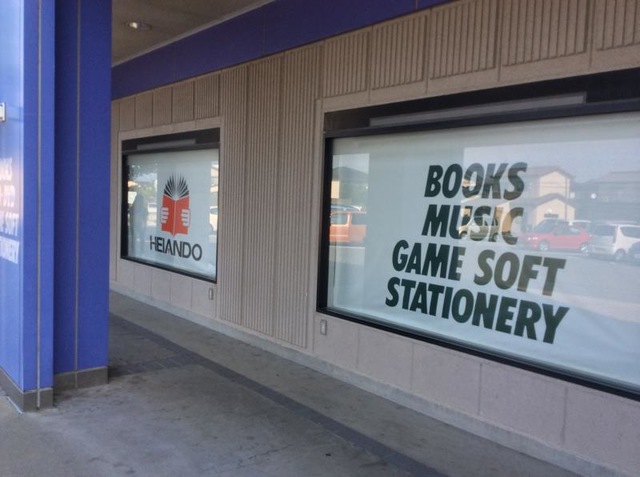 HEIANDO
BOOKS
MUSIC
GAME SOFT
STATIONERY